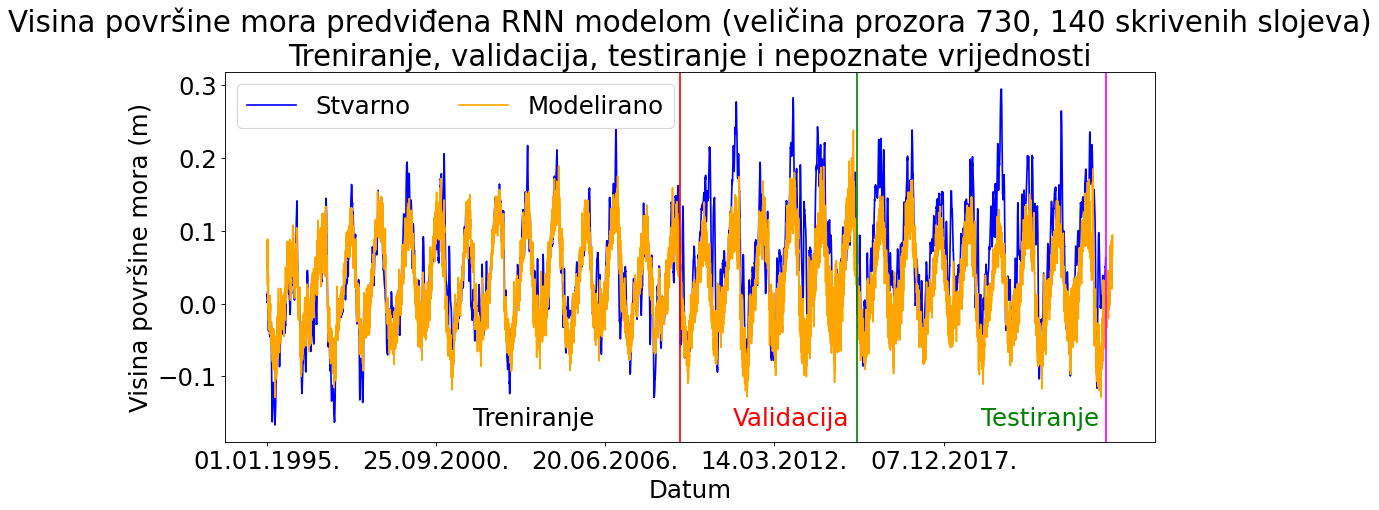 Visina površine mora predviđena RNN modelom (veličina prozora 730, 140 skrivenih slojeva)
Treniranje, validacija, testiranje i nepoznate vrijednosti
Stvarno
Modelirano
Visina površine mora (m)
0.3
0.2
0.1
0.0
−0.1
Treniranje
Validacija
Testiranje
01.01.1995.
25.09.2000.
20.06.2006.
14.03.2012.
07.12.2017.
Datum